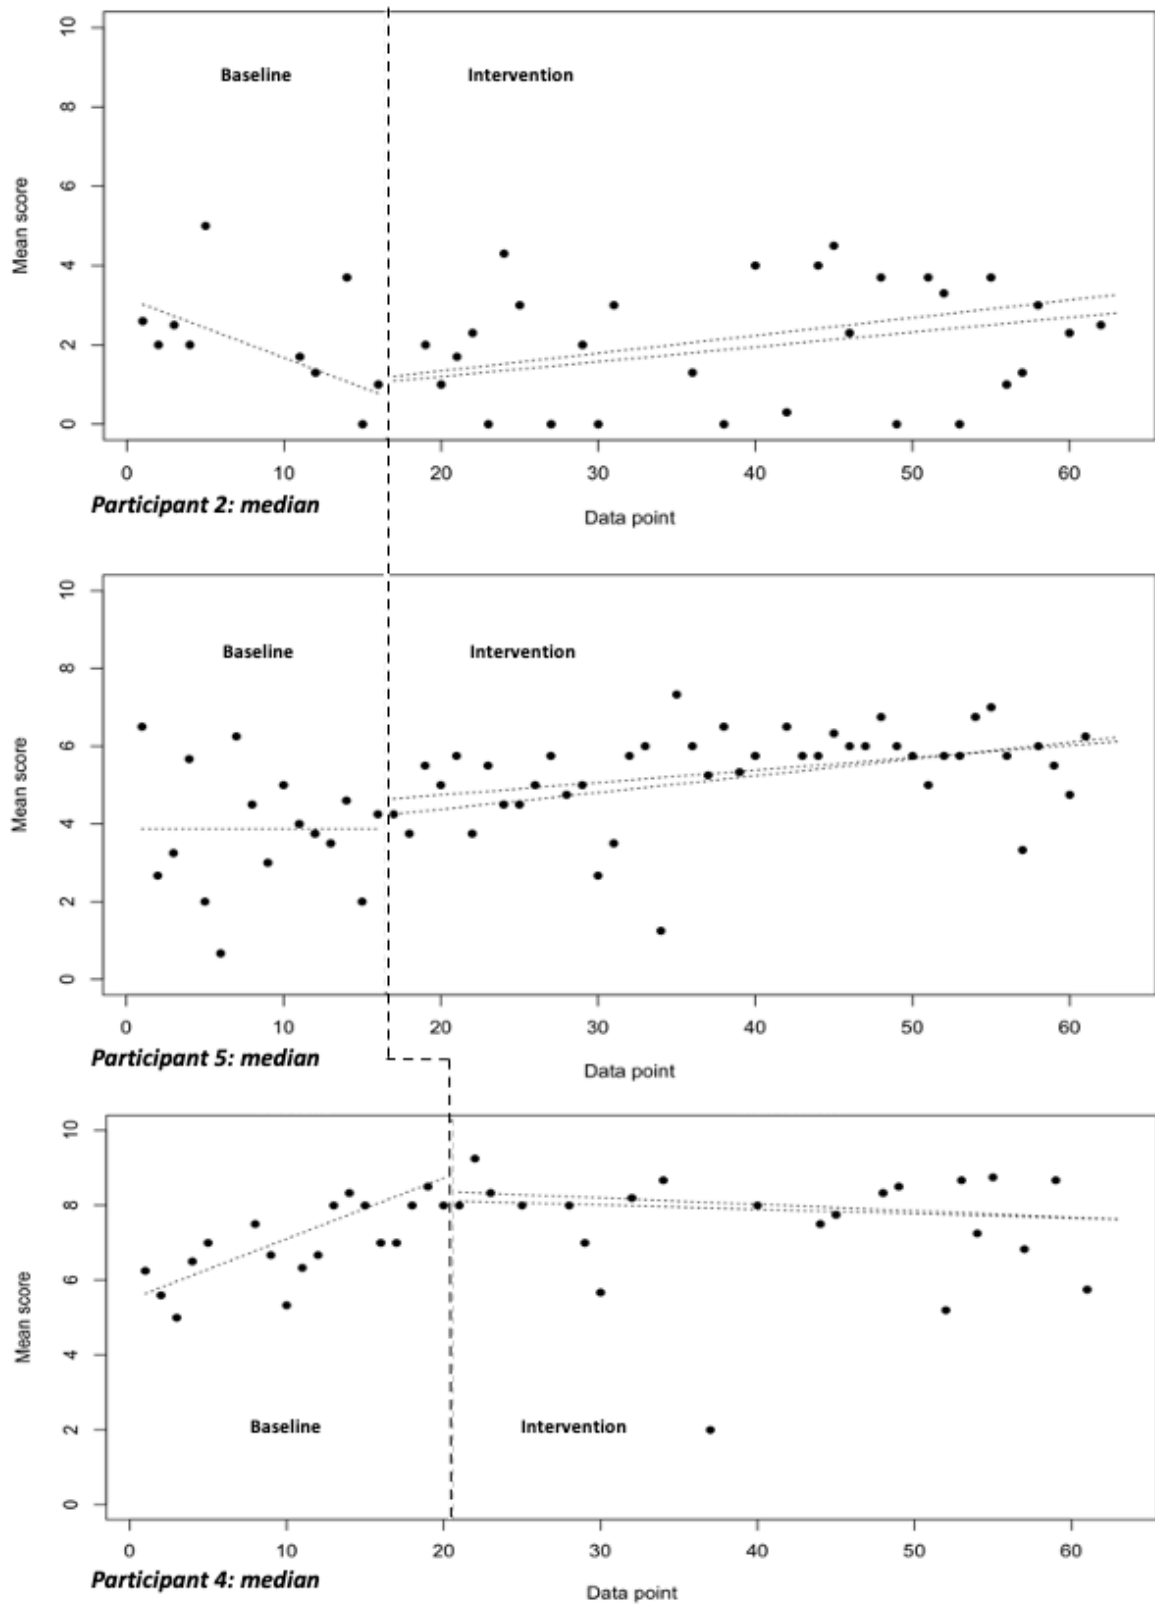 10
8
6
4
2
0
Mean score
Baseline Intervention
0 10 20 30 40 50 60
Participant 2: median
Data point
10
8
6
4
2
0
Mean score
Baseline Intervention
0 10 20 30 40 50 60
Participant 5: median
Data point
10
8
6
4
2
0
Mean score
Baseline Intervention
0 10 20 30 40 50 60
Participant 4: median
Data point